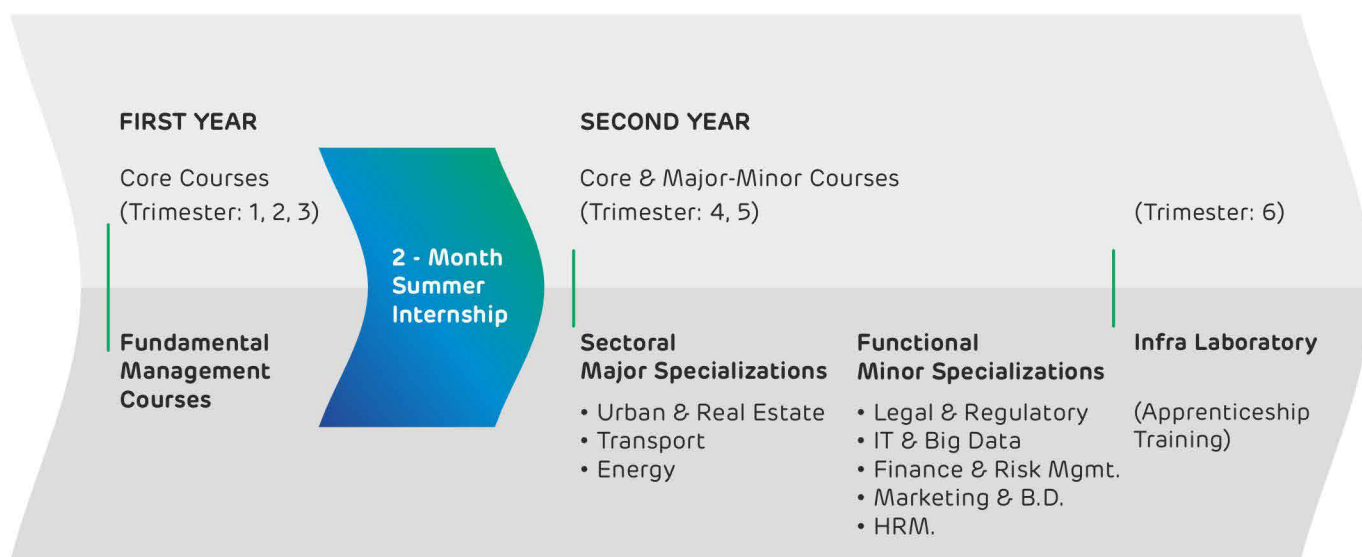 FIRST YEAR
Core Courses
(Trimester: 1, 2, 3)
Fundamental
Management
Courses
2 - Month
Summer
Internship
SECOND YEAR
Core & Major-Minor Courses
(Trimester: 4, 5)
Sectoral
Major Specializations
• Urban & Real Estate
• Transport
• Energy
Functional
Minor Specializations
• Legal & Regulatory
• IT & Big Data
• Finance & Risk Mgmt.
• Marketing & B.D.
• HRM.
(Trimester: 6)
Infra Laboratory
(Apprenticeship
Training)